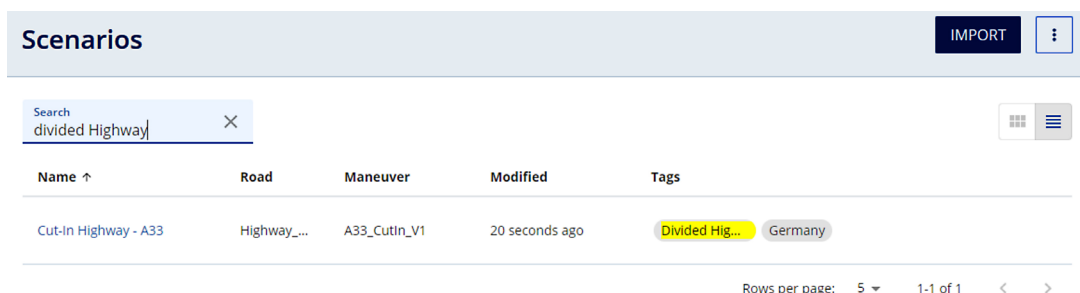 Scenarios
IMPORT
Search
divided Highway
Name ↑ Road Maneuver Modified Tags
Cut-In Highway - A33 Highway_... A33_CutIn_V1 20 seconds ago Divided Hig... Germany
Rows per page: 5 1-1 of 1